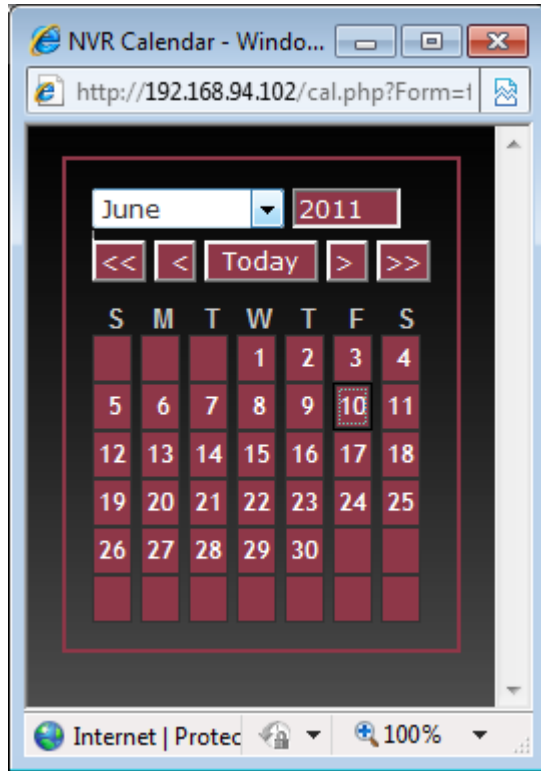 NVR Calendar - Windo...
http://192.168.94.102/cal.php?Form=f
June 2011
<< < Today > >>
S M T W T F S
1 2 3 4
5 6 7 8 9 10 11
12 13 14 15 16 17 18
19 20 21 22 23 24 25
26 27 28 29 30
Internet | Protec 100%